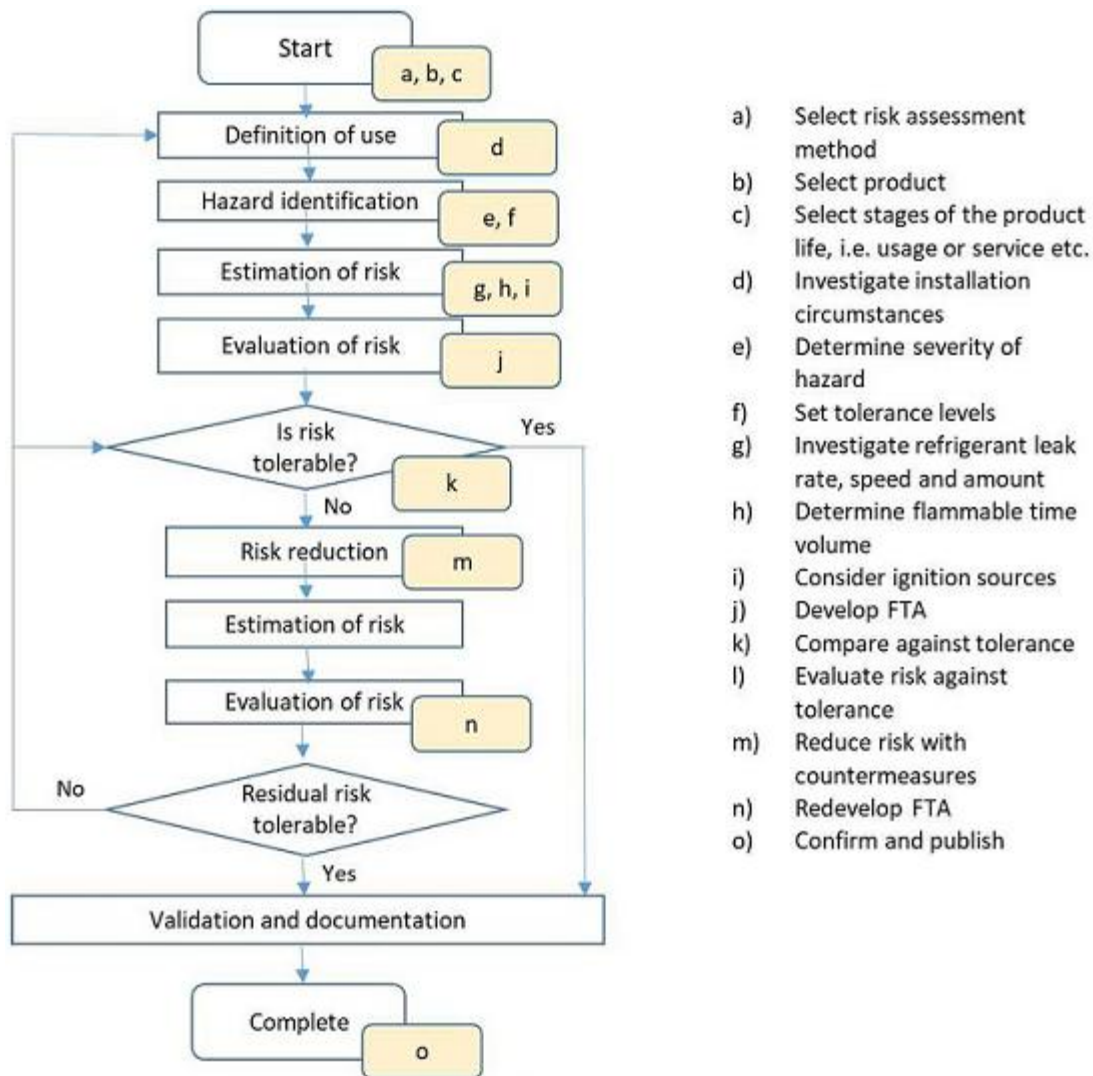 Start
a, b, c
Definition of use
d
Hazard identification
e, f
Estimation of risk
g, h, i
Evaluation of risk
j
Is risk
tolerable?
Yes
k
No
Risk reduction
m
Estimation of risk
Evaluation of risk
n
No
Residual risk
tolerable?
Yes
Validation and documentation
Complete
o
a) Select risk assessment
method
b) Select product
c) Select stages of the product
life, i.e. usage or service etc.
d) Investigate installation
circumstances
e) Determine severity of
hazard
f) Set tolerance levels
g) Investigate refrigerant leak
rate, speed and amount
h) Determine flammable time
volume
i) Consider ignition sources
j) Develop FTA
k) Compare against tolerance
l) Evaluate risk against
tolerance
m) Reduce risk with
countermeasures
n) Redevelop FTA
o) Confirm and publish